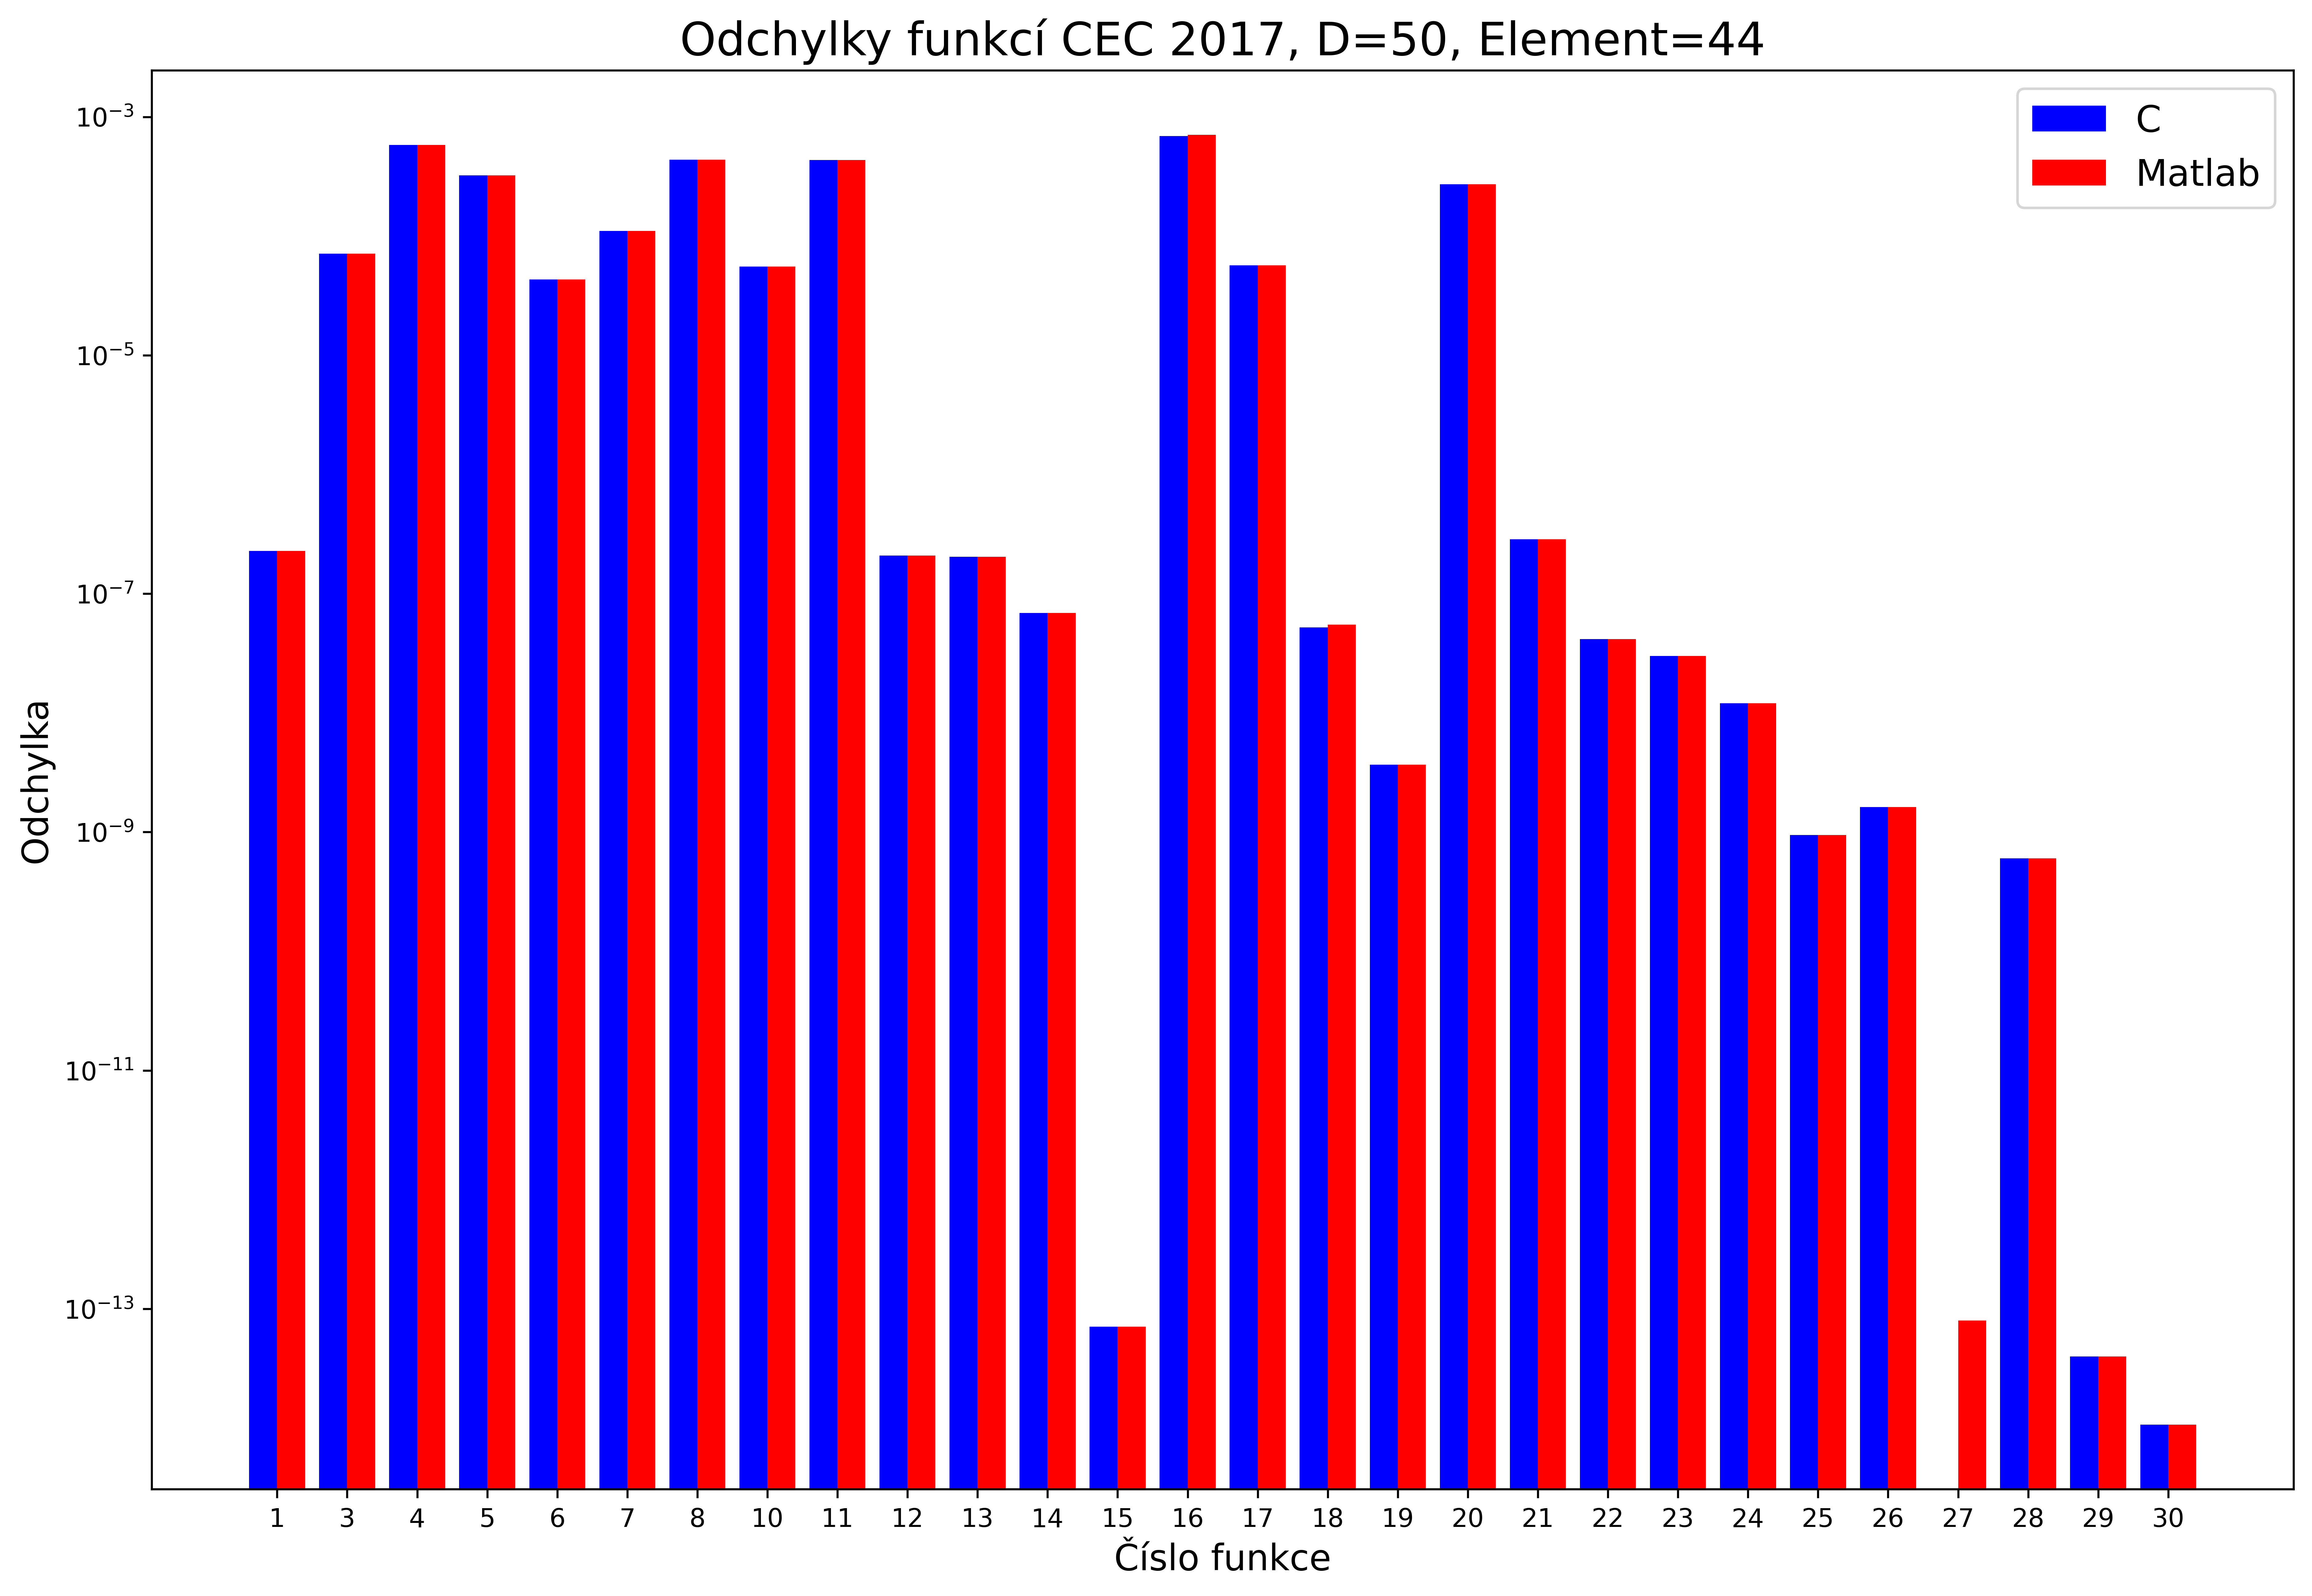 Odchylky funkcí CEC 2017, D=50, Element=44
C
Matlab
Odchylka
10⁻³
10⁻⁵
10⁻⁷
10⁻⁹
10⁻¹¹
10⁻¹³
1 3 4 5 6 7 8 10 11 12 13 14 15 16 17 18 19 20 21 22 23 24 25 26 27 28 29 30
Číslo funkce